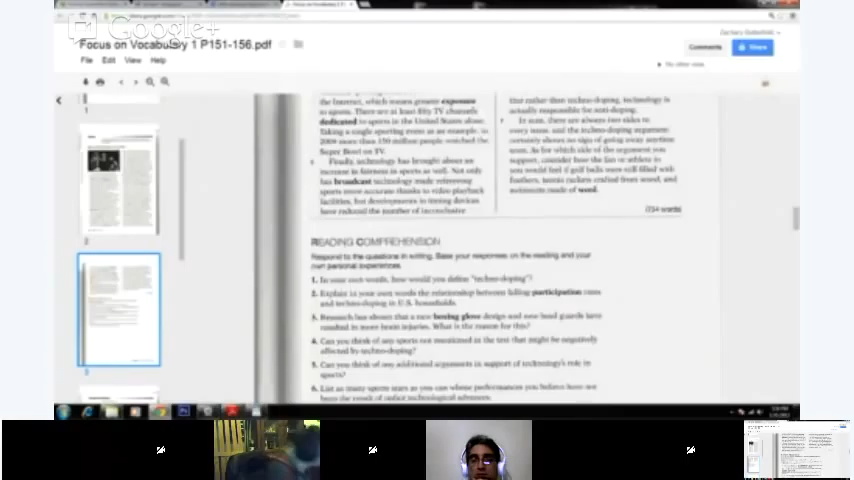 Google+
Focus on Vocabulary 1 P151-156.pdf
File Edit View Help
Comments
Share
1
2
3
the Internet, which means greater exposure
to sports. There are at least fifty TV channels
dedicated to sports in the United States alone.
Taking a single sporting event as an example, in
2008 more than 150 million people watched the
Super Bowl on TV.
Finally, technology has brought about an
increase in fairness in sports as well. Not only
has broadcast technology made refereeing
sports more accurate thanks to video playback
facilities, but developments in timing devices
have reduced the number of inconclusive
that rather than techno-doping, technology is
actually responsible for anti-doping.
In sum, there are always two sides to
every issue, and the techno-doping argument
certainly shows no sign of going away anytime
soon. As for which side of the argument you
support, consider how the fan or athlete in
you would feel if golf balls were still filled with
feathers, tennis rackets crafted from wood, and
swimsuits made of wool.
READING COMPREHENSION
Respond to the questions in writing. Base your responses on the reading and your
own personal experiences.
1. In your own words, how would you define "techno-doping"?
2. Explain in your own words the relationship between falling participation rates
and techno-doping in U.S. households.
3. Research has shown that a new boxing glove design and new head guards have
resulted in more brain injuries. What is the reason for this?
4. Can you think of any sports not mentioned in the text that might be negatively
affected by techno-doping?
5. Can you think of any additional arguments in support of technology's role in
sports?
6. List as many sports stars as you can whose performances you believe have not
been the result of unfair technological advances.